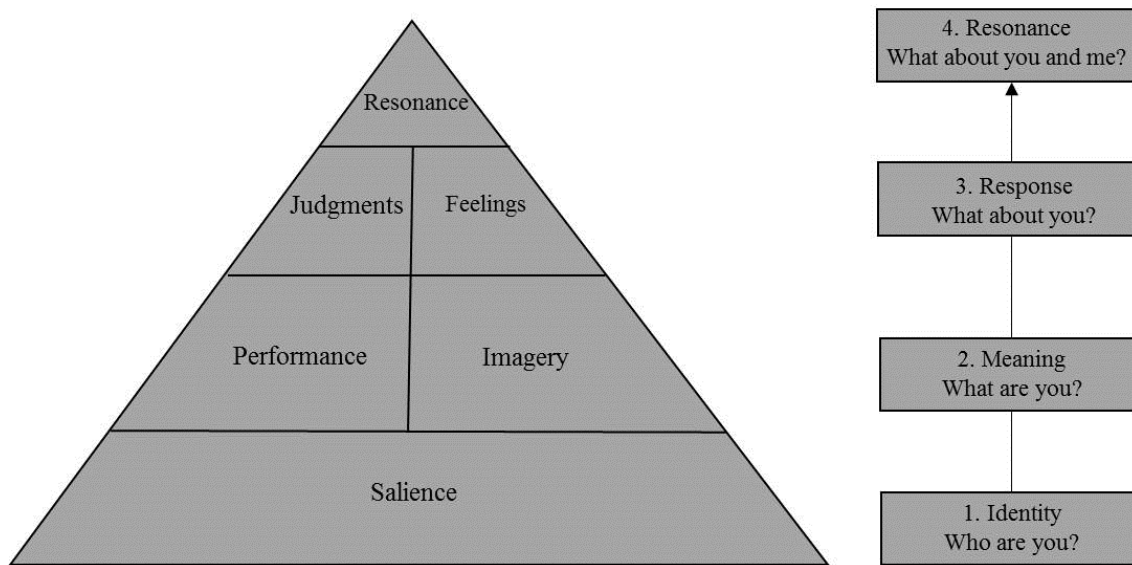 Resonance
Judgments
Feelings
Performance
Imagery
Salience
4. Resonance
What about you and me?
3. Response
What about you?
2. Meaning
What are you?
1. Identity
Who are you?